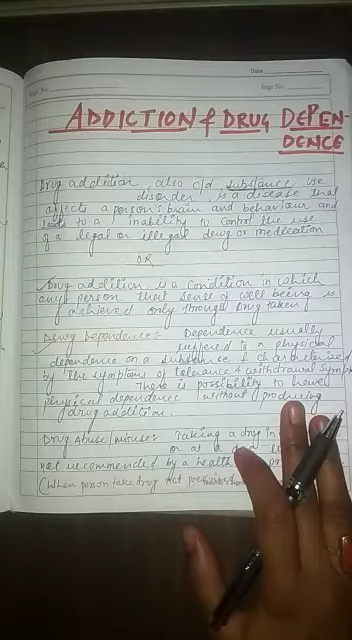 Date
Page No.
Page No.
ADDICTION & DRUG DEPEN-
DENCE
Drug addiction, also c/d substance use
disorder, is a disease that
affects a person's brain and behaviour and
leads to a inability to control the use
of a legal or illegal drug or medication
OR
Drug addiction is a Condition in which
any person that sense of well being is
achieved only through Drug taken
Drug Dependence:- Dependence usually
reffered to a physical
dependence on a substance & charcterized
by The symptoms of tolerance & withdrawal symp
There is possibility to have
physical dependence without producing
drug addiction.
Drug Abuse/misuse:- Taking a drug in
or at a
not recommended by a health
(When person take drug Not